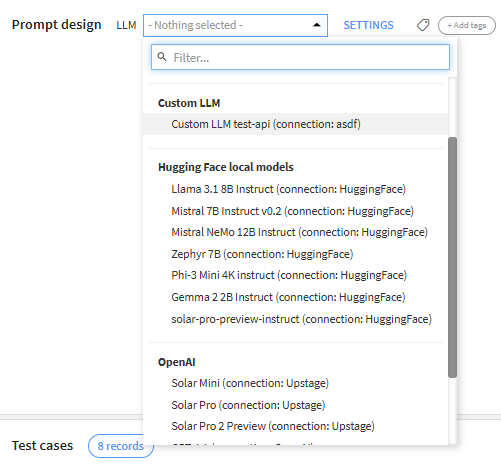 Prompt design LLM - Nothing selected - SETTINGS + Add tags
Filter...
Custom LLM
Custom LLM test-api (connection: asdf)
Hugging Face local models
Llama 3.1 8B Instruct (connection: HuggingFace)
Mistral 7B Instruct v0.2 (connection: HuggingFace)
Mistral NeMo 12B Instruct (connection: HuggingFace)
Zephyr 7B (connection: HuggingFace)
Phi-3 Mini 4K instruct (connection: HuggingFace)
Gemma 2 2B Instruct (connection: HuggingFace)
solar-pro-preview-instruct (connection: HuggingFace)
OpenAI
Solar Mini (connection: Upstage)
Solar Pro (connection: Upstage)
Solar Pro 2 Preview (connection: Upstage)
Test cases 8 records